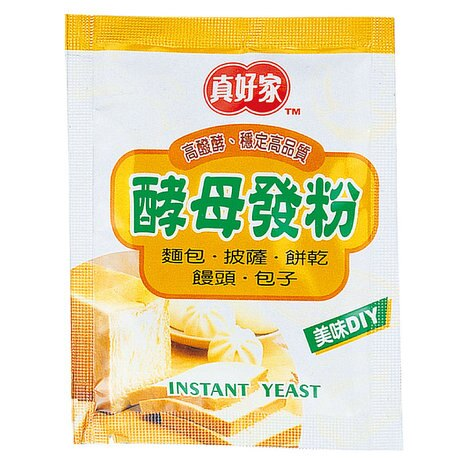 真好家
TM
高醱酵、穩定高品質
酵母發粉
麵包·披薩·餅乾
饅頭·包子
美味DIY
INSTANT YEAST